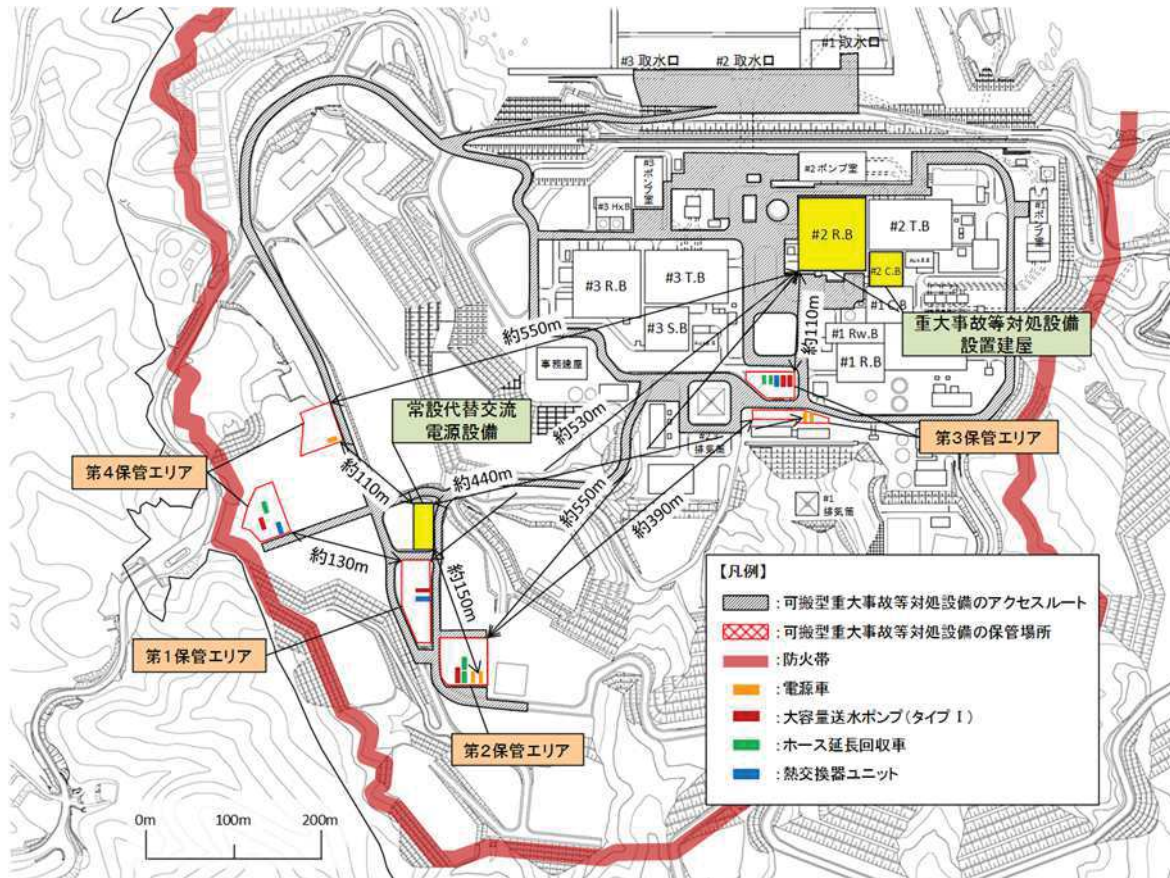 #1 取水口
#3 取水口
#2 取水口
#2 ポンプ室
#3 ポンプ室
#3 Hx.B
#2 R.B
#2 T.B
#2 C.B
#1 C.B
#3 R.B
#3 T.B
#3 S.B
#1 Rw.B
#1 R.B
重大事故等対処設備
設置建屋
事務建屋
約550m
約110m
約530m
常設代替交流
電源設備
第3保管エリア
排気筒
第4保管エリア
約110m
約440m
約550m
約390m
#1
排気筒
約130m
約150m
第1保管エリア
第2保管エリア
【凡例】
:可搬型重大事故等対処設備のアクセスルート
:可搬型重大事故等対処設備の保管場所
:防火帯
:電源車
:大容量送水ポンプ(タイプⅠ)
:ホース延長回収車
:熱交換器ユニット
0m
100m
200m